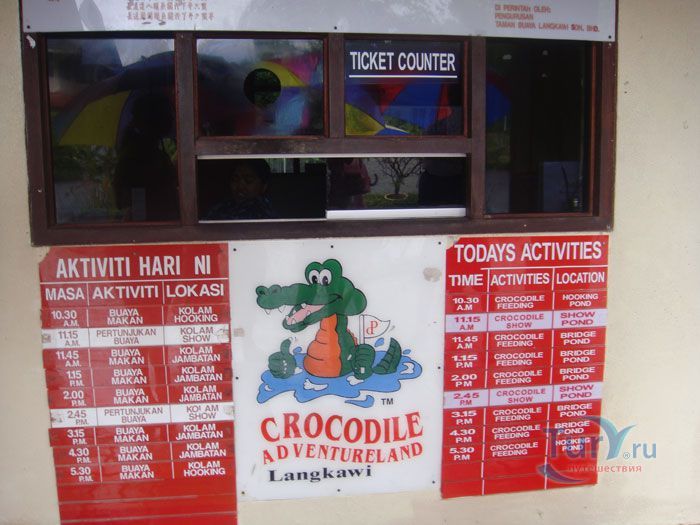 DI PERINTAH OLEH:
PENGURUSAN
TAMAN BUAYA LANGKAWI SDN. BHD.
TICKET COUNTER
AKTIVITI HARI NI
MASA AKTIVITI LOKASI
10.30 A.M. BUAYA MAKAN KOLAM HOOKING
11.15 A.M. PERTUNJUKAN BUAYA KOLAM SHOW
11.45 A.M. BUAYA MAKAN KOLAM JAMBATAN
1.15 P.M. BUAYA MAKAN KOLAM JAMBATAN
2.00 P.M. BUAYA MAKAN KOLAM JAMBATAN
2.45 P.M. PERTUNJUKAN BUAYA KOLAM SHOW
3.15 P.M. BUAYA MAKAN KOLAM JAMBATAN
4.30 P.M. BUAYA MAKAN KOLAM JAMBATAN
5.30 P.M. BUAYA MAKAN KOLAM HOOKING
TM
CROCODILE
ADVENTURELAND
Langkawi
TODAYS ACTIVITIES
TIME ACTIVITIES LOCATION
10.30 A.M. CROCODILE FEEDING HOOKING POND
11.15 A.M. CROCODILE SHOW SHOW POND
11.45 A.M. CROCODILE FEEDING BRIDGE POND
1.15 P.M. CROCODILE FEEDING BRIDGE POND
2.00 P.M. CROCODILE FEEDING BRIDGE POND
2.45 P.M. CROCODILE SHOW SHOW POND
3.15 P.M. CROCODILE FEEDING BRIDGE POND
4.30 P.M. CROCODILE FEEDING BRIDGE POND
5.30 P.M. CROCODILE FEEDING HOOKING POND
TurY.ru
путешествия